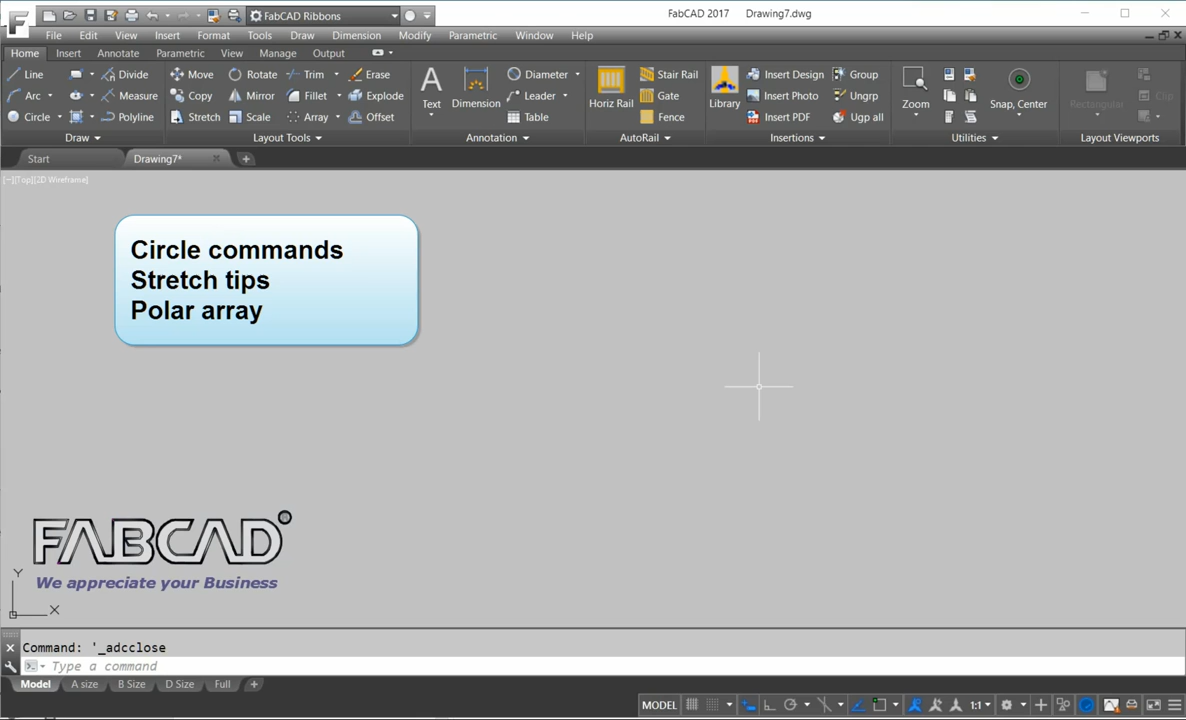 FabCAD Ribbons
FabCAD 2017 Drawing7.dwg
File Edit View Insert Format Tools Draw Dimension Modify Parametric Window Help
Home Insert Annotate Parametric View Manage Output
Line Divide Move Rotate Trim Erase Diameter Stair Rail Insert Design Group
Arc Measure Copy Mirror Fillet Explode Text Dimension Leader Horiz Rail Gate Library Insert Photo Ungrp Zoom Snap, Center Rectangular Clip
Circle Polyline Stretch Scale Array Offset Table Fence Insert PDF Ugp all
Draw Layout Tools Annotation AutoRail Insertions Utilities Layout Viewports
Start Drawing7*
[−][Top][2D Wireframe]
Circle commands
Stretch tips
Polar array
FABCAD
We appreciate your Business
Y
X
Command: '_adcclose
Type a command
Model A size B Size D Size Full
MODEL 1:1